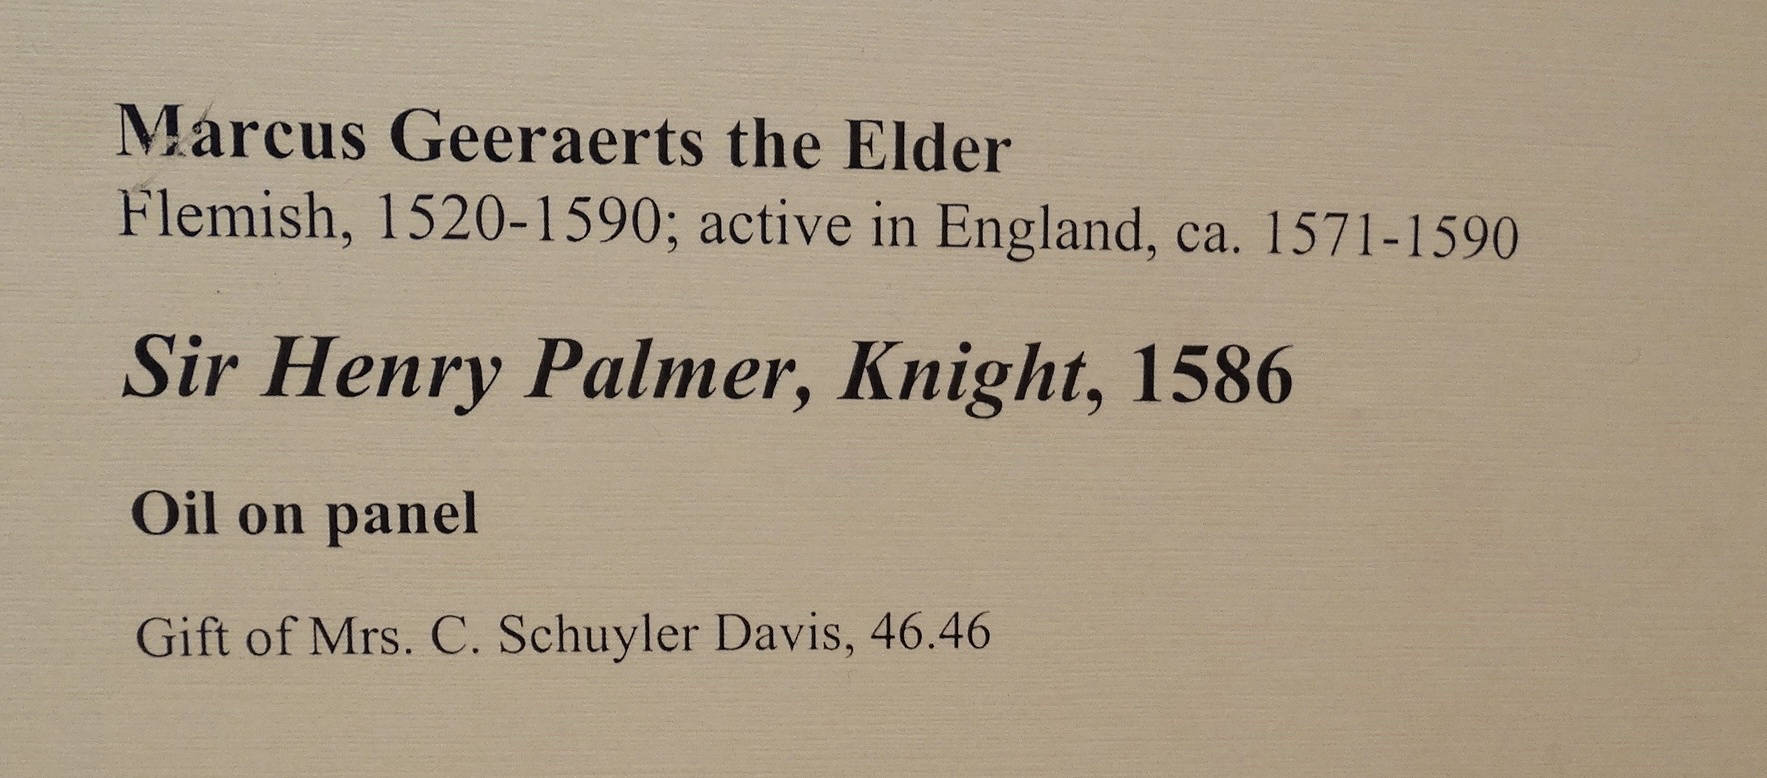 Marcus Geeraerts the Elder
Flemish, 1520-1590; active in England, ca. 1571-1590
Sir Henry Palmer, Knight, 1586
Oil on panel
Gift of Mrs. C. Schuyler Davis, 46.46